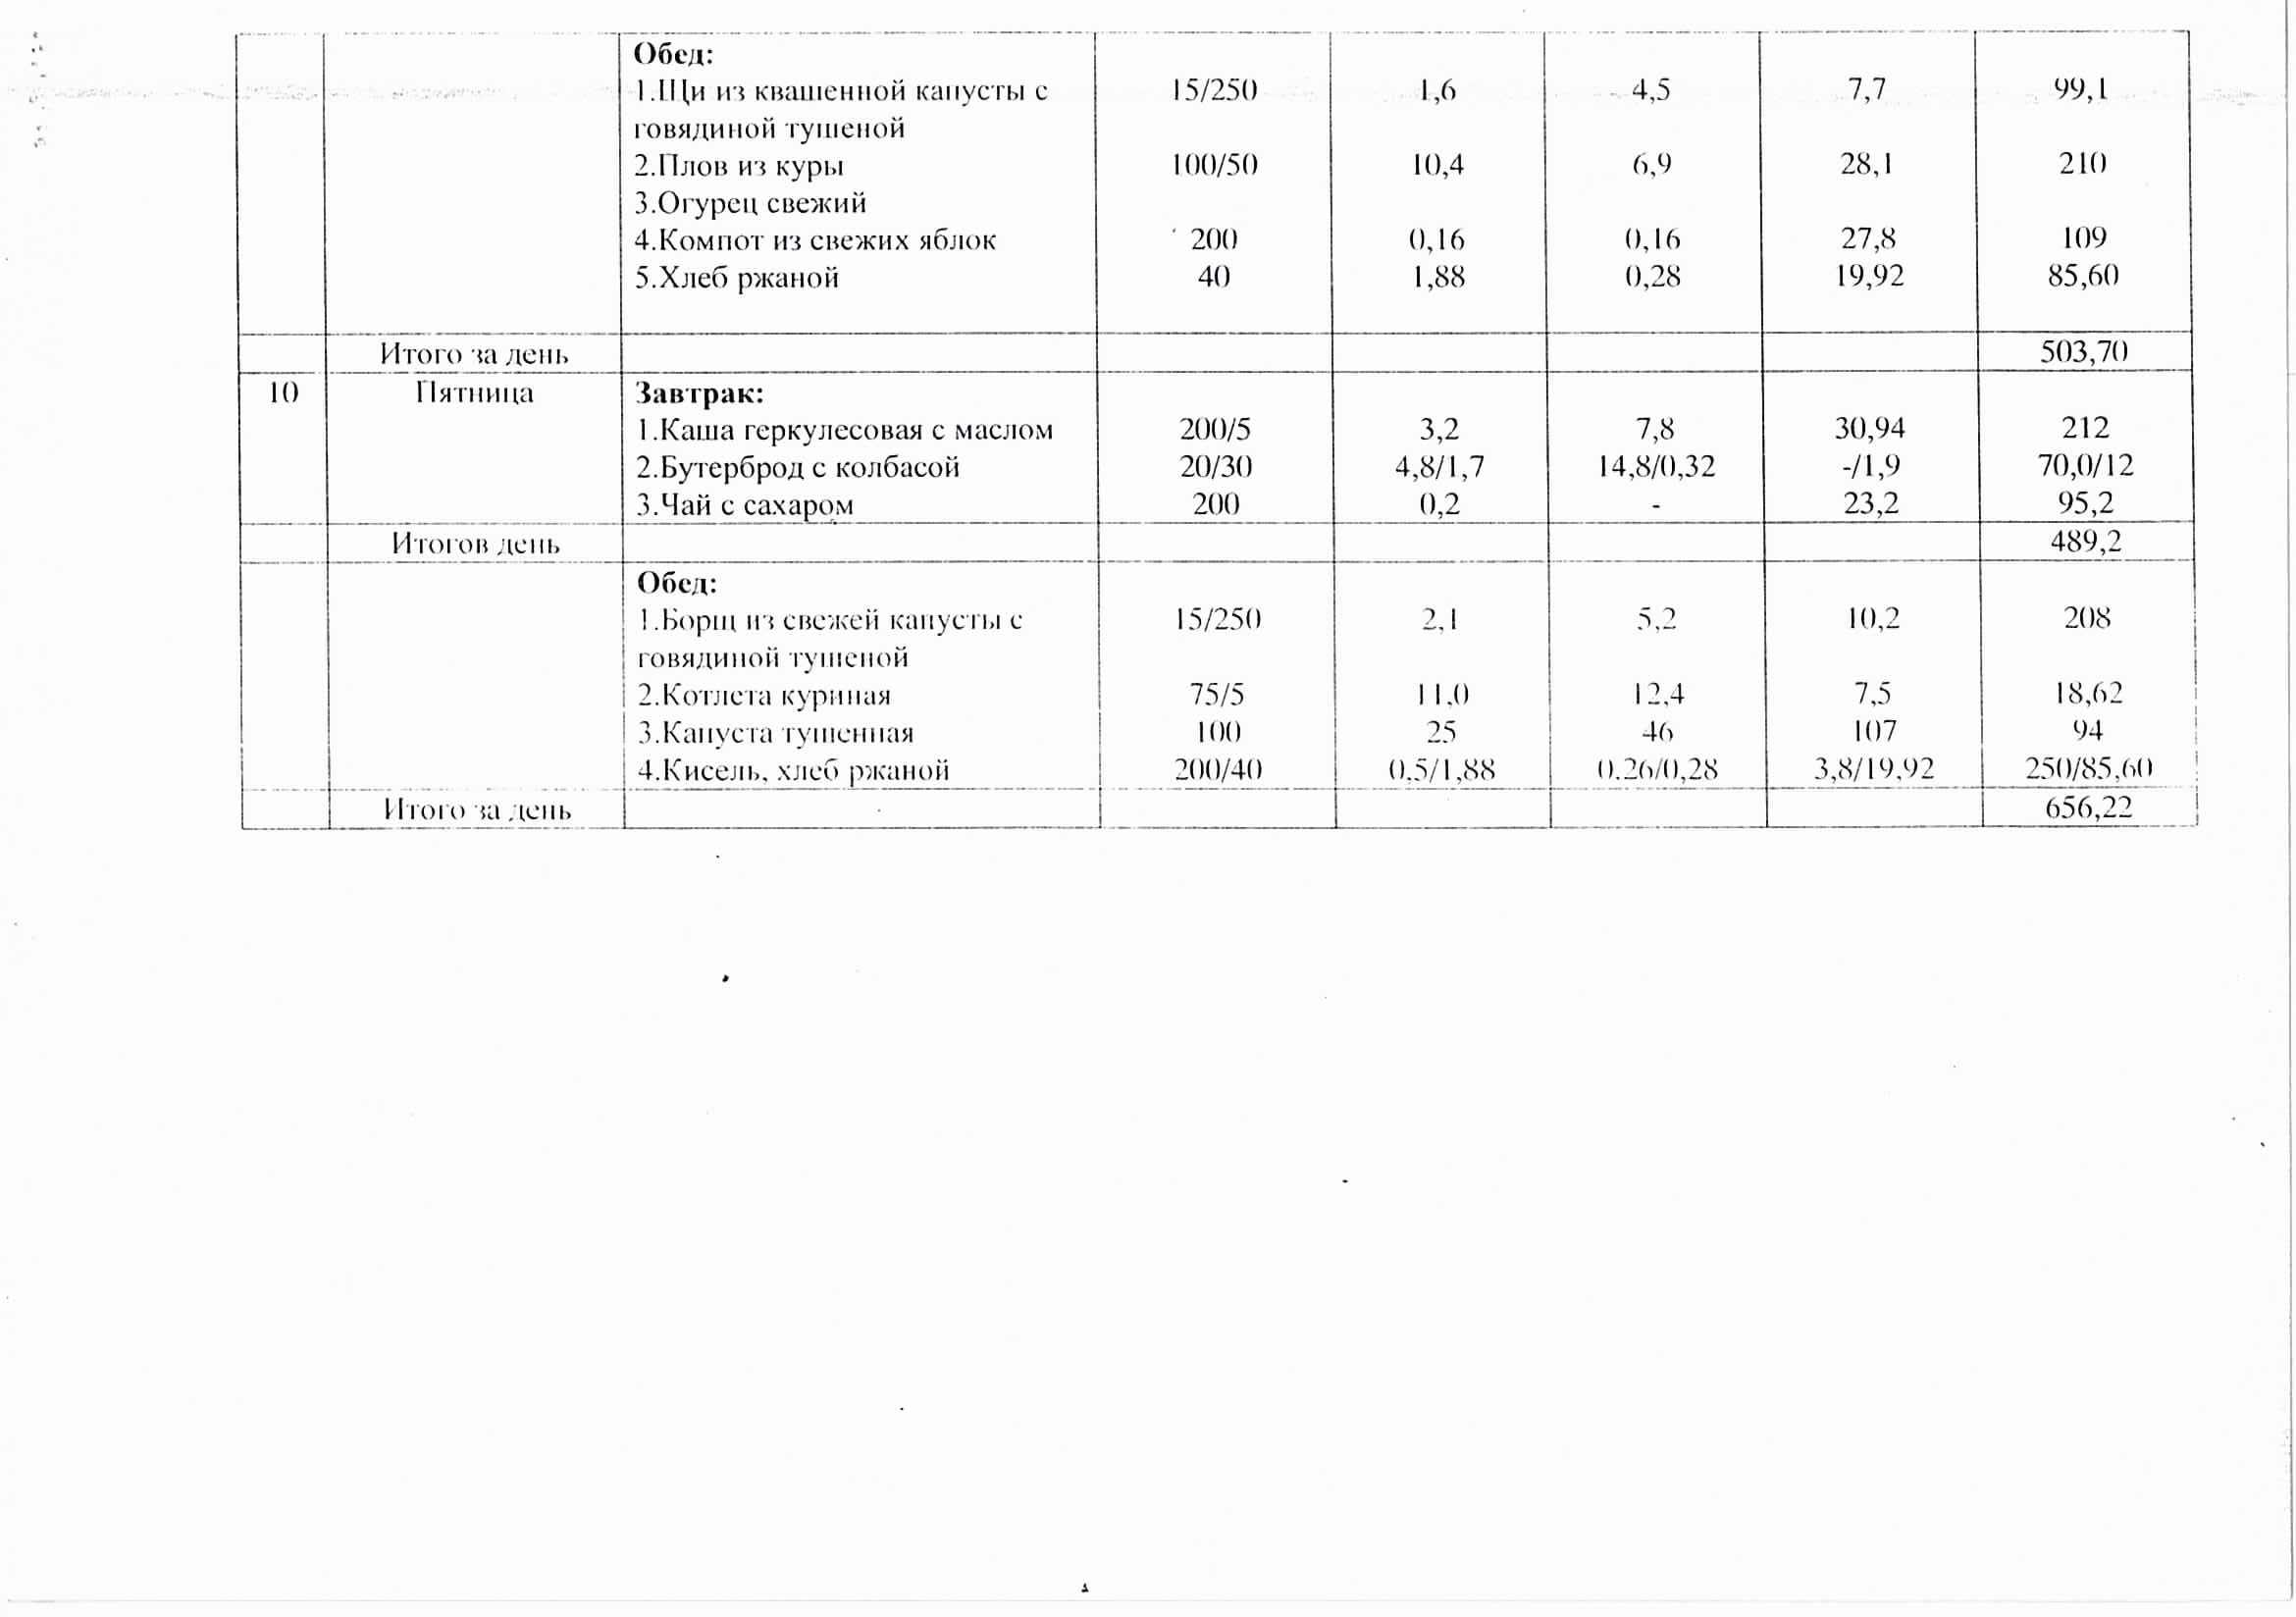 Обед:
1.Щи из квашенной капусты с 15/250 1,6 4,5 7,7 99,1
говядиной тушеной
2.Плов из куры 100/50 10,4 6,9 28,1 210
3.Огурец свежий
4.Компот из свежих яблок 200 0,16 0,16 27,8 109
5.Хлеб ржаной 40 1,88 0,28 19,92 85,60
Итого за день 503,70
10 Пятница Завтрак:
1.Каша геркулесовая с маслом 200/5 3,2 7,8 30,94 212
2.Бутерброд с колбасой 20/30 4,8/1,7 14,8/0,32 -/1,9 70,0/12
3.Чай с сахаром 200 0,2 - 23,2 95,2
Итогов день 489,2
Обед:
1.Борщ из свежей капусты с 15/250 2,1 5,2 10,2 208
говядиной тушеной
2.Котлета куриная 75/5 11,0 12,4 7,5 18,62
3.Капуста тушенная 100 25 46 107 94
4.Кисель, хлеб ржаной 200/40 0,5/1,88 0,26/0,28 3,8/19,92 250/85,60
Итого за день 656,22